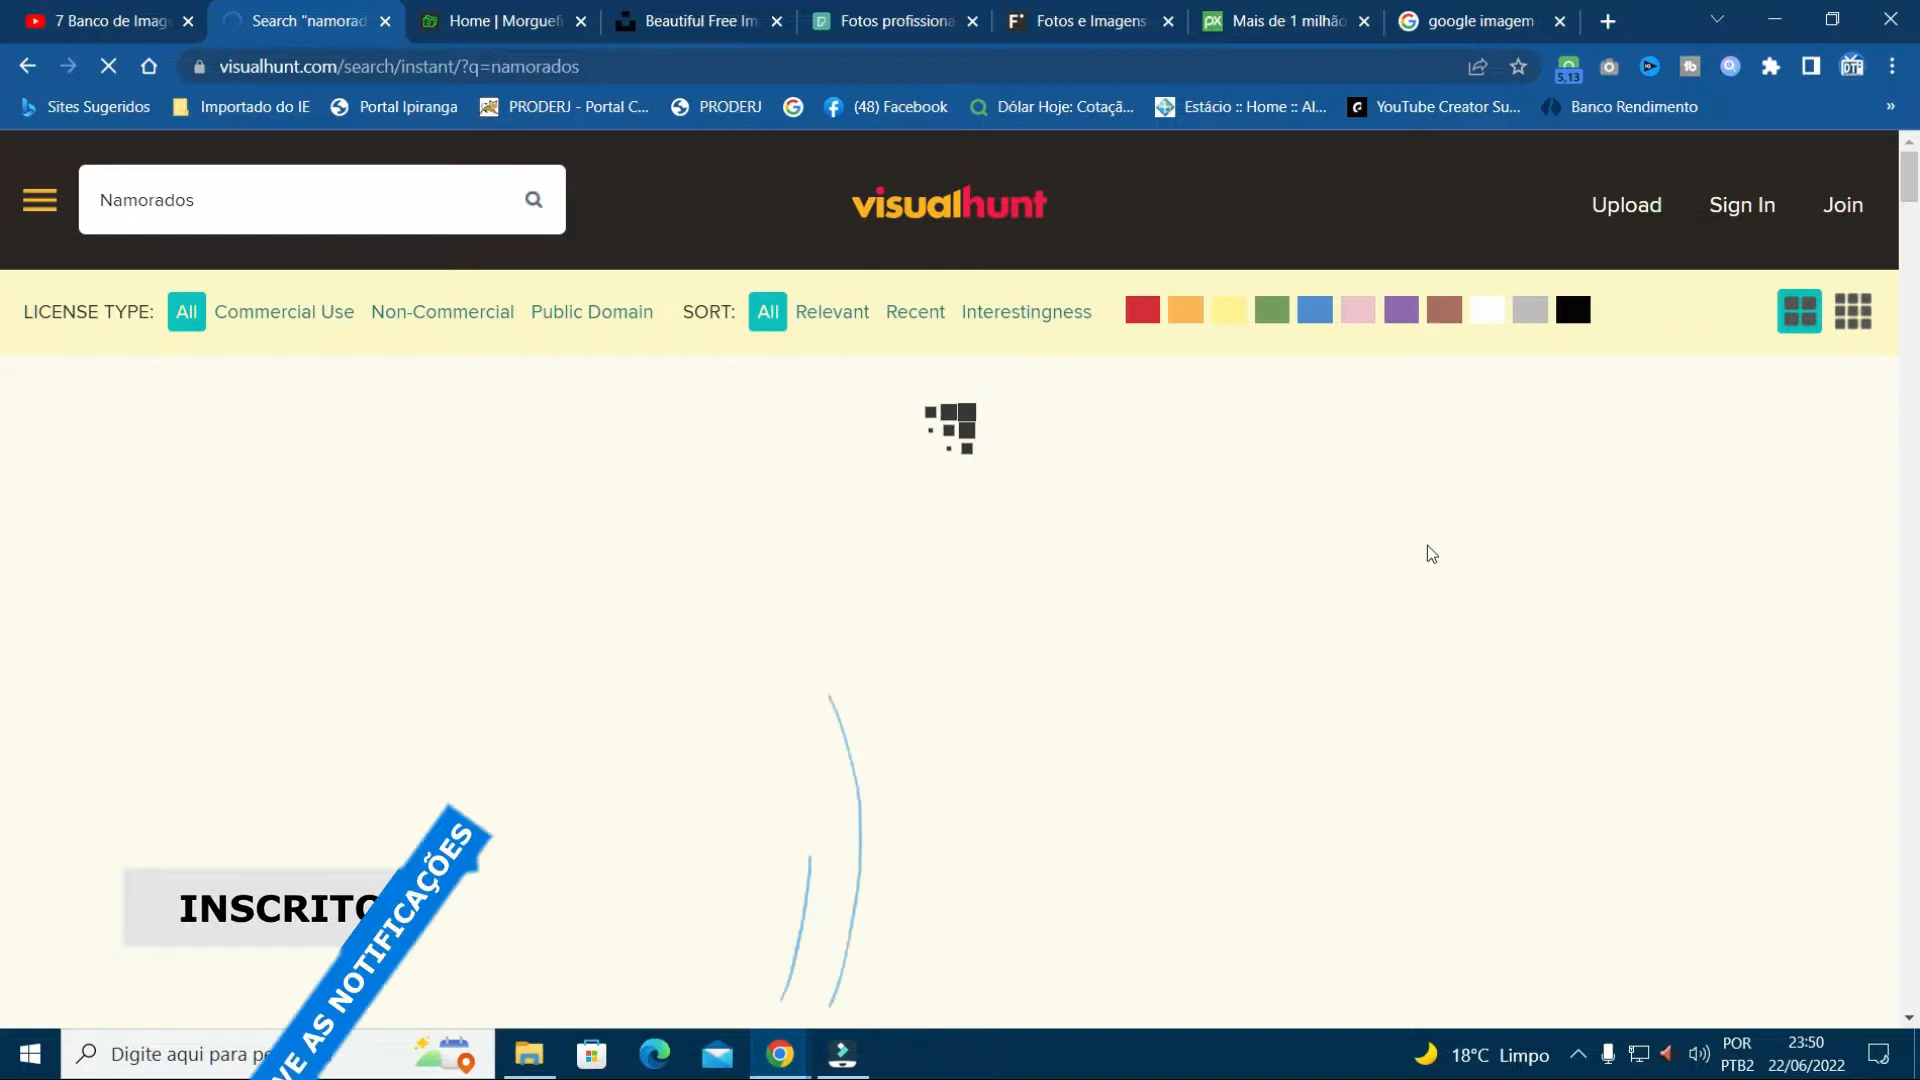 7 Banco de Imag
Search "namorad
Home | Morguefi
Beautiful Free Im
Fotos profissiona
Fotos e Imagens
Mais de 1 milhão
google imagem
visualhunt.com/search/instant/?q=namorados
5,13
Sites Sugeridos
Importado do IE
Portal Ipiranga
PRODERJ - Portal C...
PRODERJ
(48) Facebook
Dólar Hoje: Cotaçã...
Estácio :: Home :: Al...
YouTube Creator Su...
Banco Rendimento
»
Namorados
visualhunt
Upload
Sign In
Join
LICENSE TYPE: All Commercial Use Non-Commercial Public Domain SORT: All Relevant Recent Interestingness
INSCRITO
VE AS NOTIFICAÇÕES
Digite aqui para pe
18°C Limpo
POR
PTB2
23:50
22/06/2022